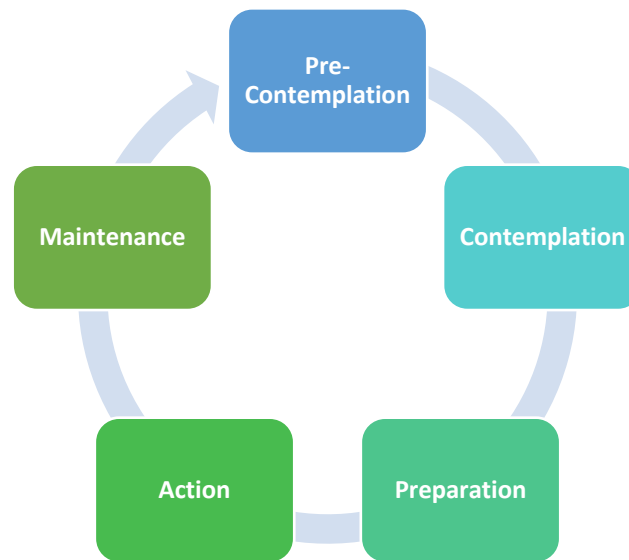 Pre-
Contemplation
Contemplation
Preparation
Action
Maintenance